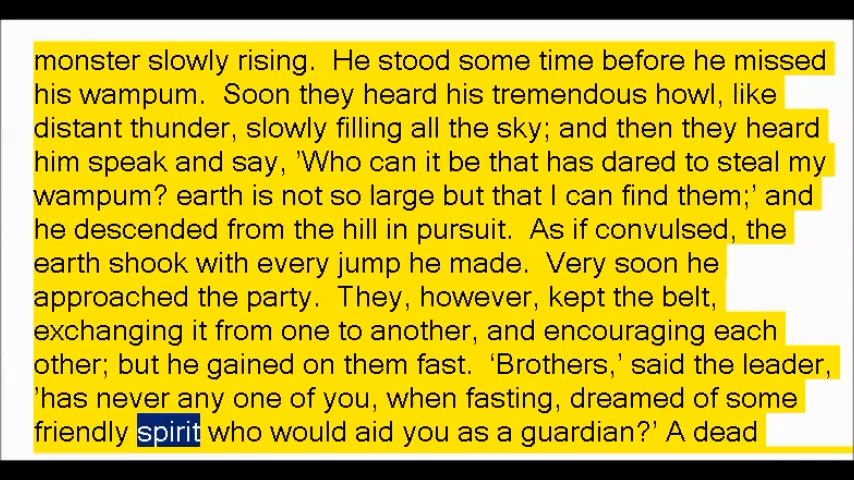 monster slowly rising.  He stood some time before he missed
his wampum.  Soon they heard his tremendous howl, like
distant thunder, slowly filling all the sky; and then they heard
him speak and say, ’Who can it be that has dared to steal my
wampum? earth is not so large but that I can find them;’ and
he descended from the hill in pursuit.  As if convulsed, the
earth shook with every jump he made.  Very soon he
approached the party.  They, however, kept the belt,
exchanging it from one to another, and encouraging each
other; but he gained on them fast.  ‘Brothers,’ said the leader,
’has never any one of you, when fasting, dreamed of some
friendly spirit who would aid you as a guardian?’ A dead